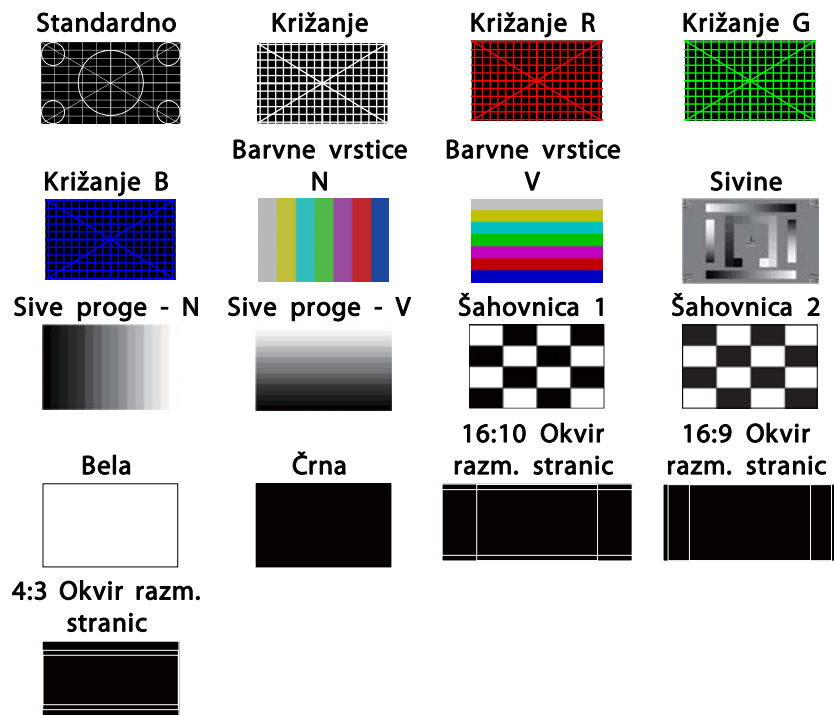 Standardno Križanje Križanje R Križanje G
Križanje B
Barvne vrstice
N
Barvne vrstice
V
Sivine
Sive proge - N Sive proge - V Šahovnica 1 Šahovnica 2
Bela Črna
16:10 Okvir
razm. stranic
16:9 Okvir
razm. stranic
4:3 Okvir razm.
stranic